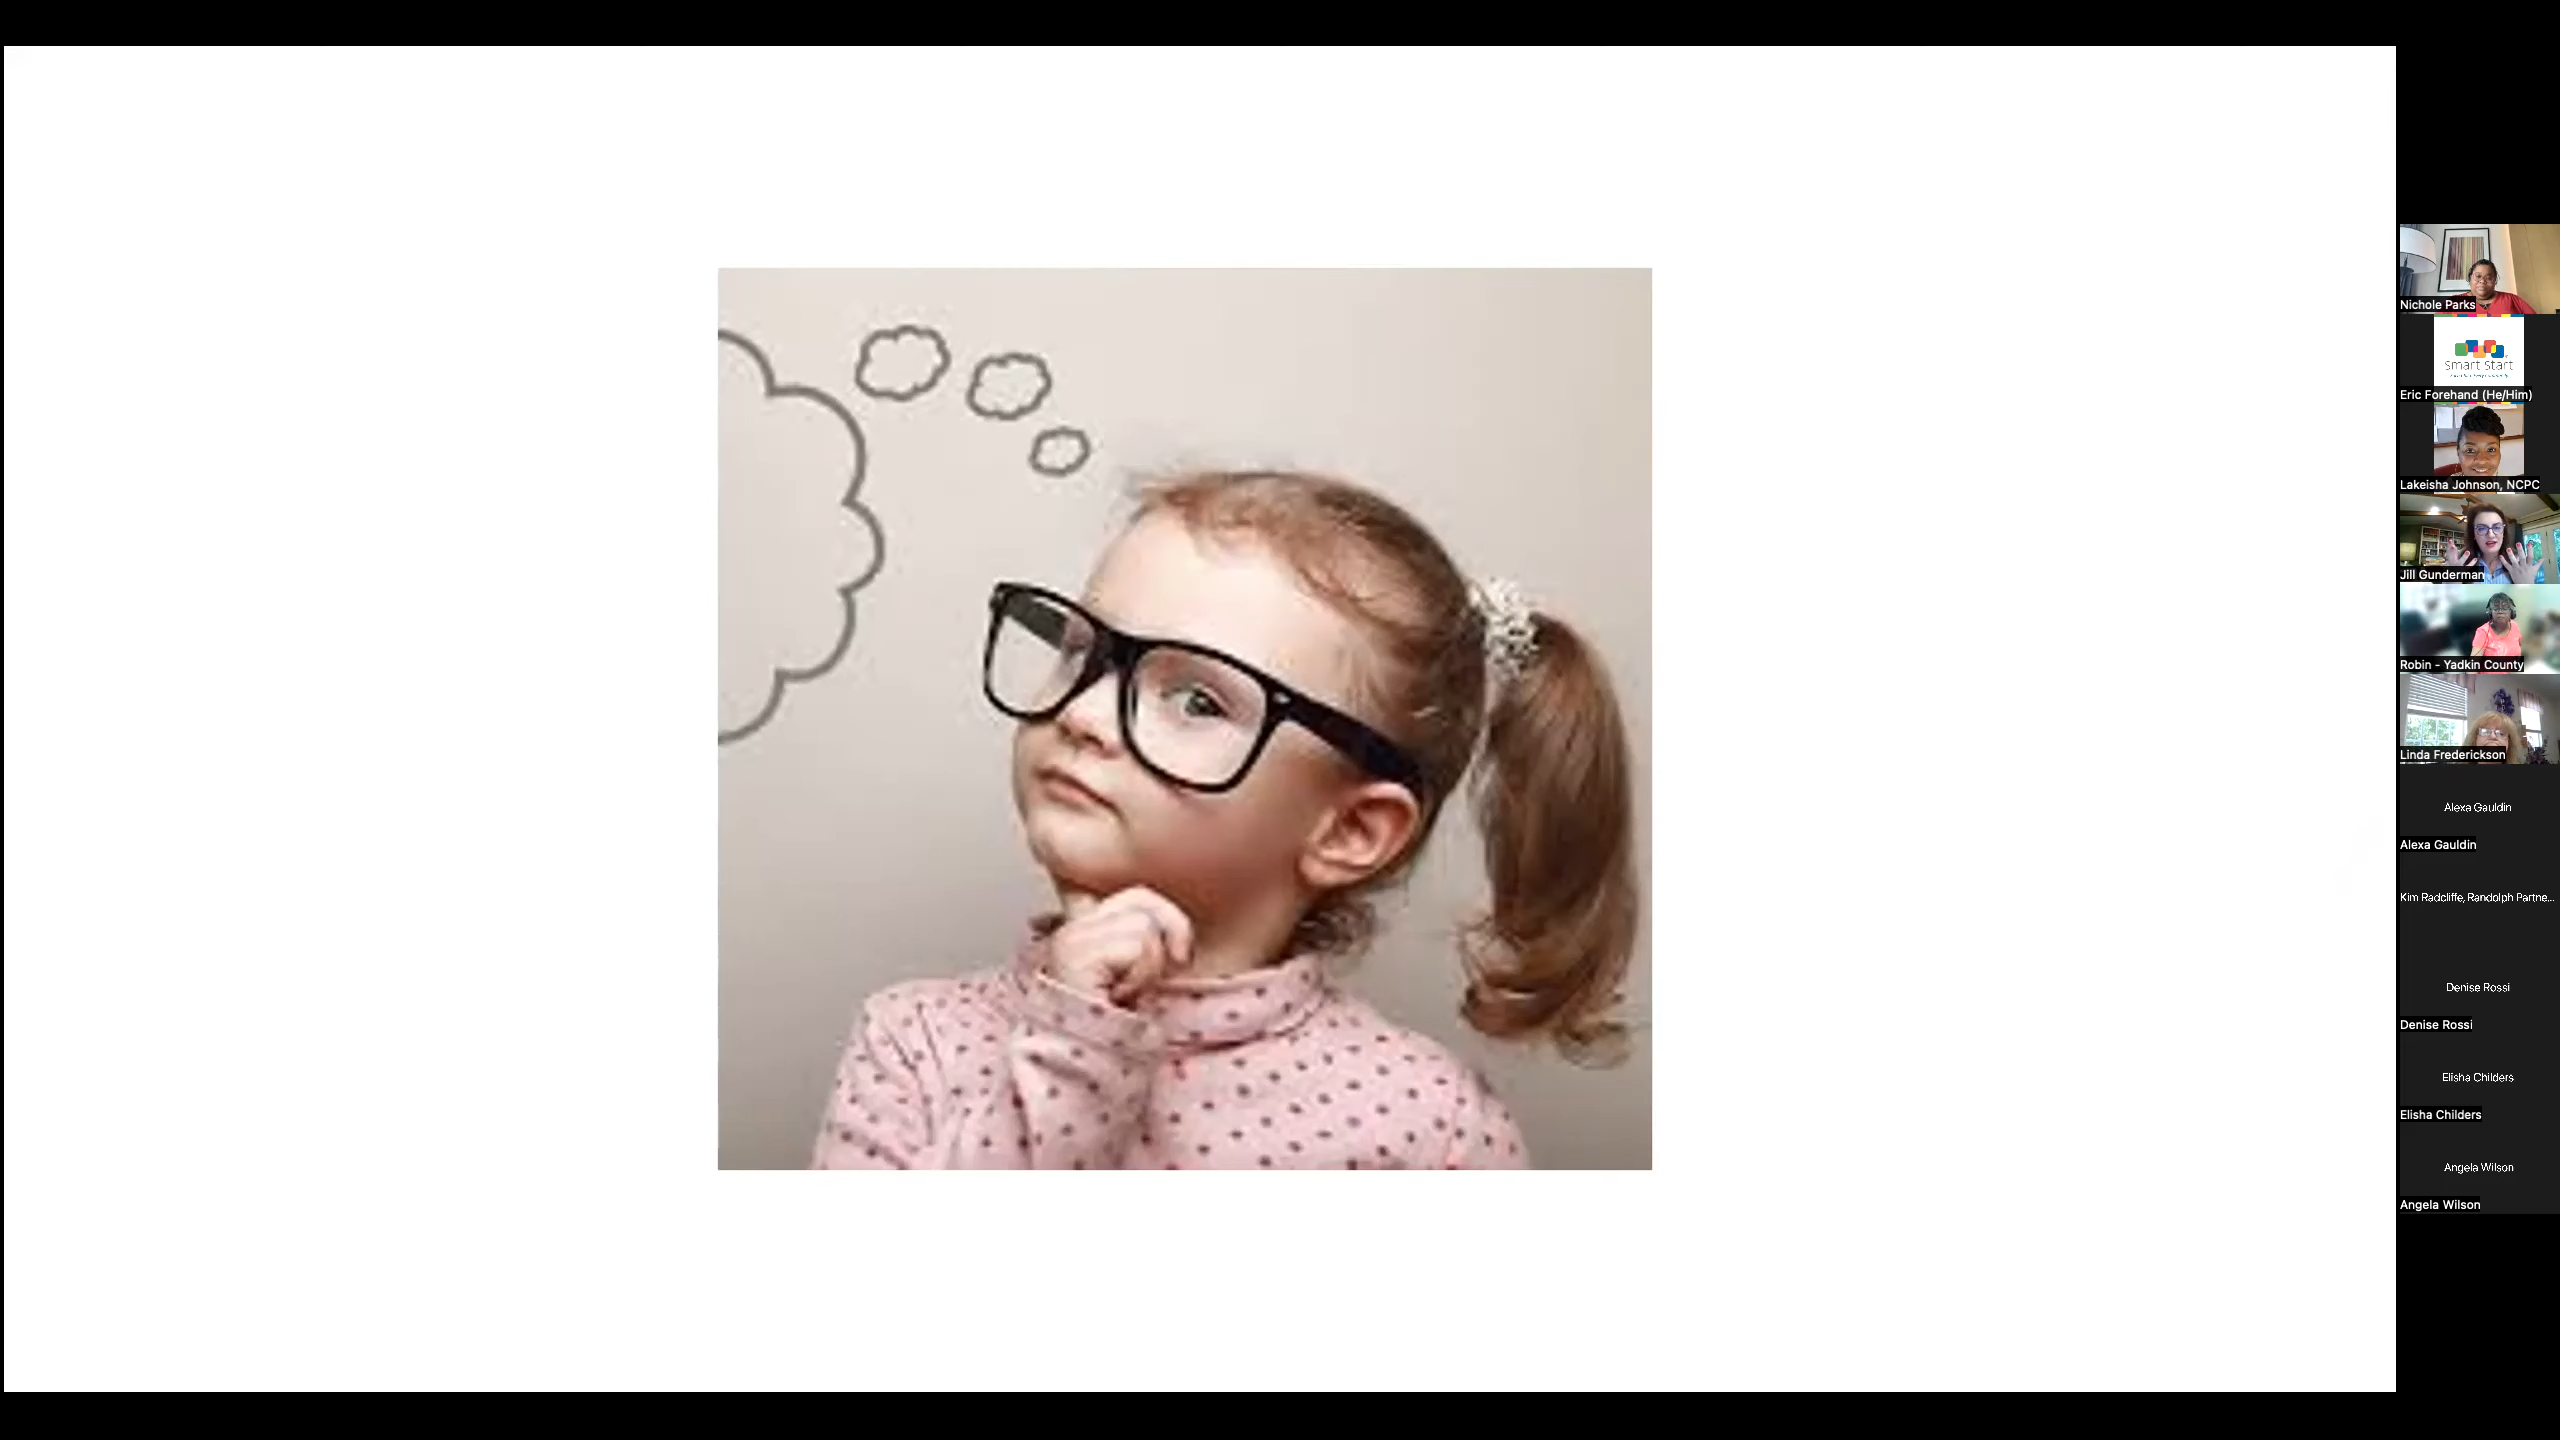 Nichole Parks
Smart Start
Eric Forehand (He/Him)
Lakeisha Johnson, NCPC
Jill Gunderman
Robin - Yadkin County
Linda Frederickson
Alexa Gauldin
Alexa Gauldin
Kim Radcliffe, Randolph Partne...
Denise Rossi
Denise Rossi
Elisha Childers
Elisha Childers
Angela Wilson
Angela Wilson